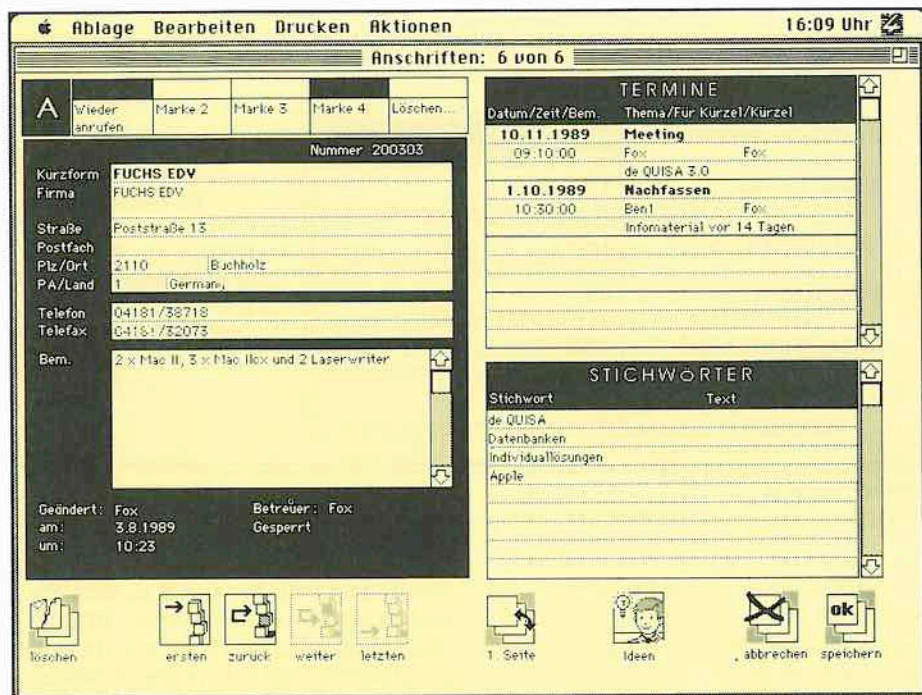 Ablage Bearbeiten Drucken Aktionen 16:09 Uhr
Anschriften: 6 von 6
A Wieder anrufen Marke 2 Marke 3 Marke 4 Löschen...
Nummer 200303
Kurzform FUCHS EDV
Firma FUCHS EDV
Straße Poststraße 13
Postfach
Plz/Ort 2110 Buchholz
PA/Land 1 Germany
Telefon 04181/38718
Telefax 04181/32073
Bem. 2 x Mac II, 3 x Mac IIcx und 2 Laserwriter
Geändert: Fox Betreuer: Fox
am: 3.8.1989 Gesperrt
um: 10:23
TERMINE
Datum/Zeit/Bem. Thema/Für Kürzel/Kürzel
10.11.1989 Meeting
09:10:00 Fox Fox
de QUISA 3.0
1.10.1989 Nachfassen
10:30:00 Ben1 Fox
Infomaterial vor 14 Tagen
STICHWÖRTER
Stichwort Text
de QUISA
Datenbanken
Individuallösungen
Apple
ok
löschen ersten zurück weiter letzten 1. Seite Ideen abbrechen speichern